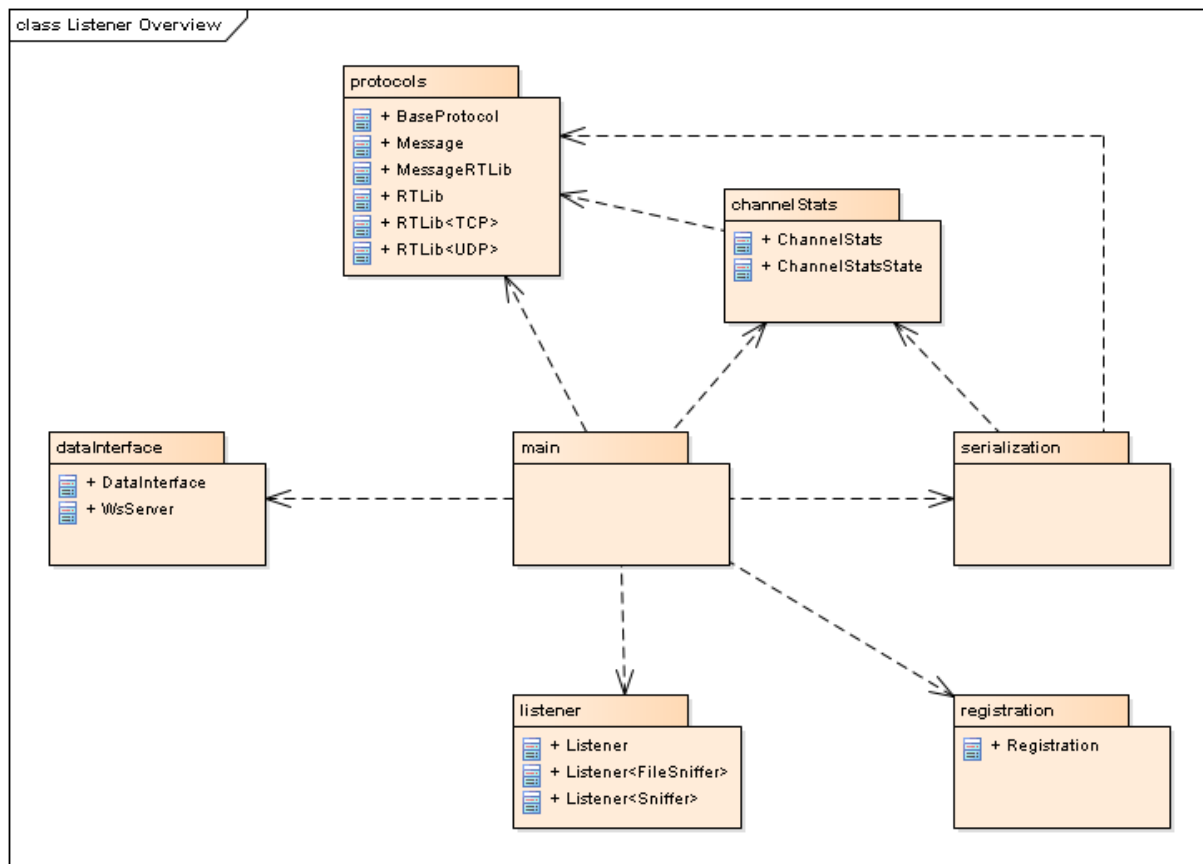 class Listener Overview
protocols
+ BaseProtocol
+ Message
+ MessageRTLib
+ RTLib
+ RTLib<TCP>
+ RTLib<UDP>
channelStats
+ ChannelStats
+ ChannelStatsState
dataInterface
+ DataInterface
+ WsServer
main
serialization
listener
+ Listener
+ Listener<FileSniffer>
+ Listener<Sniffer>
registration
+ Registration